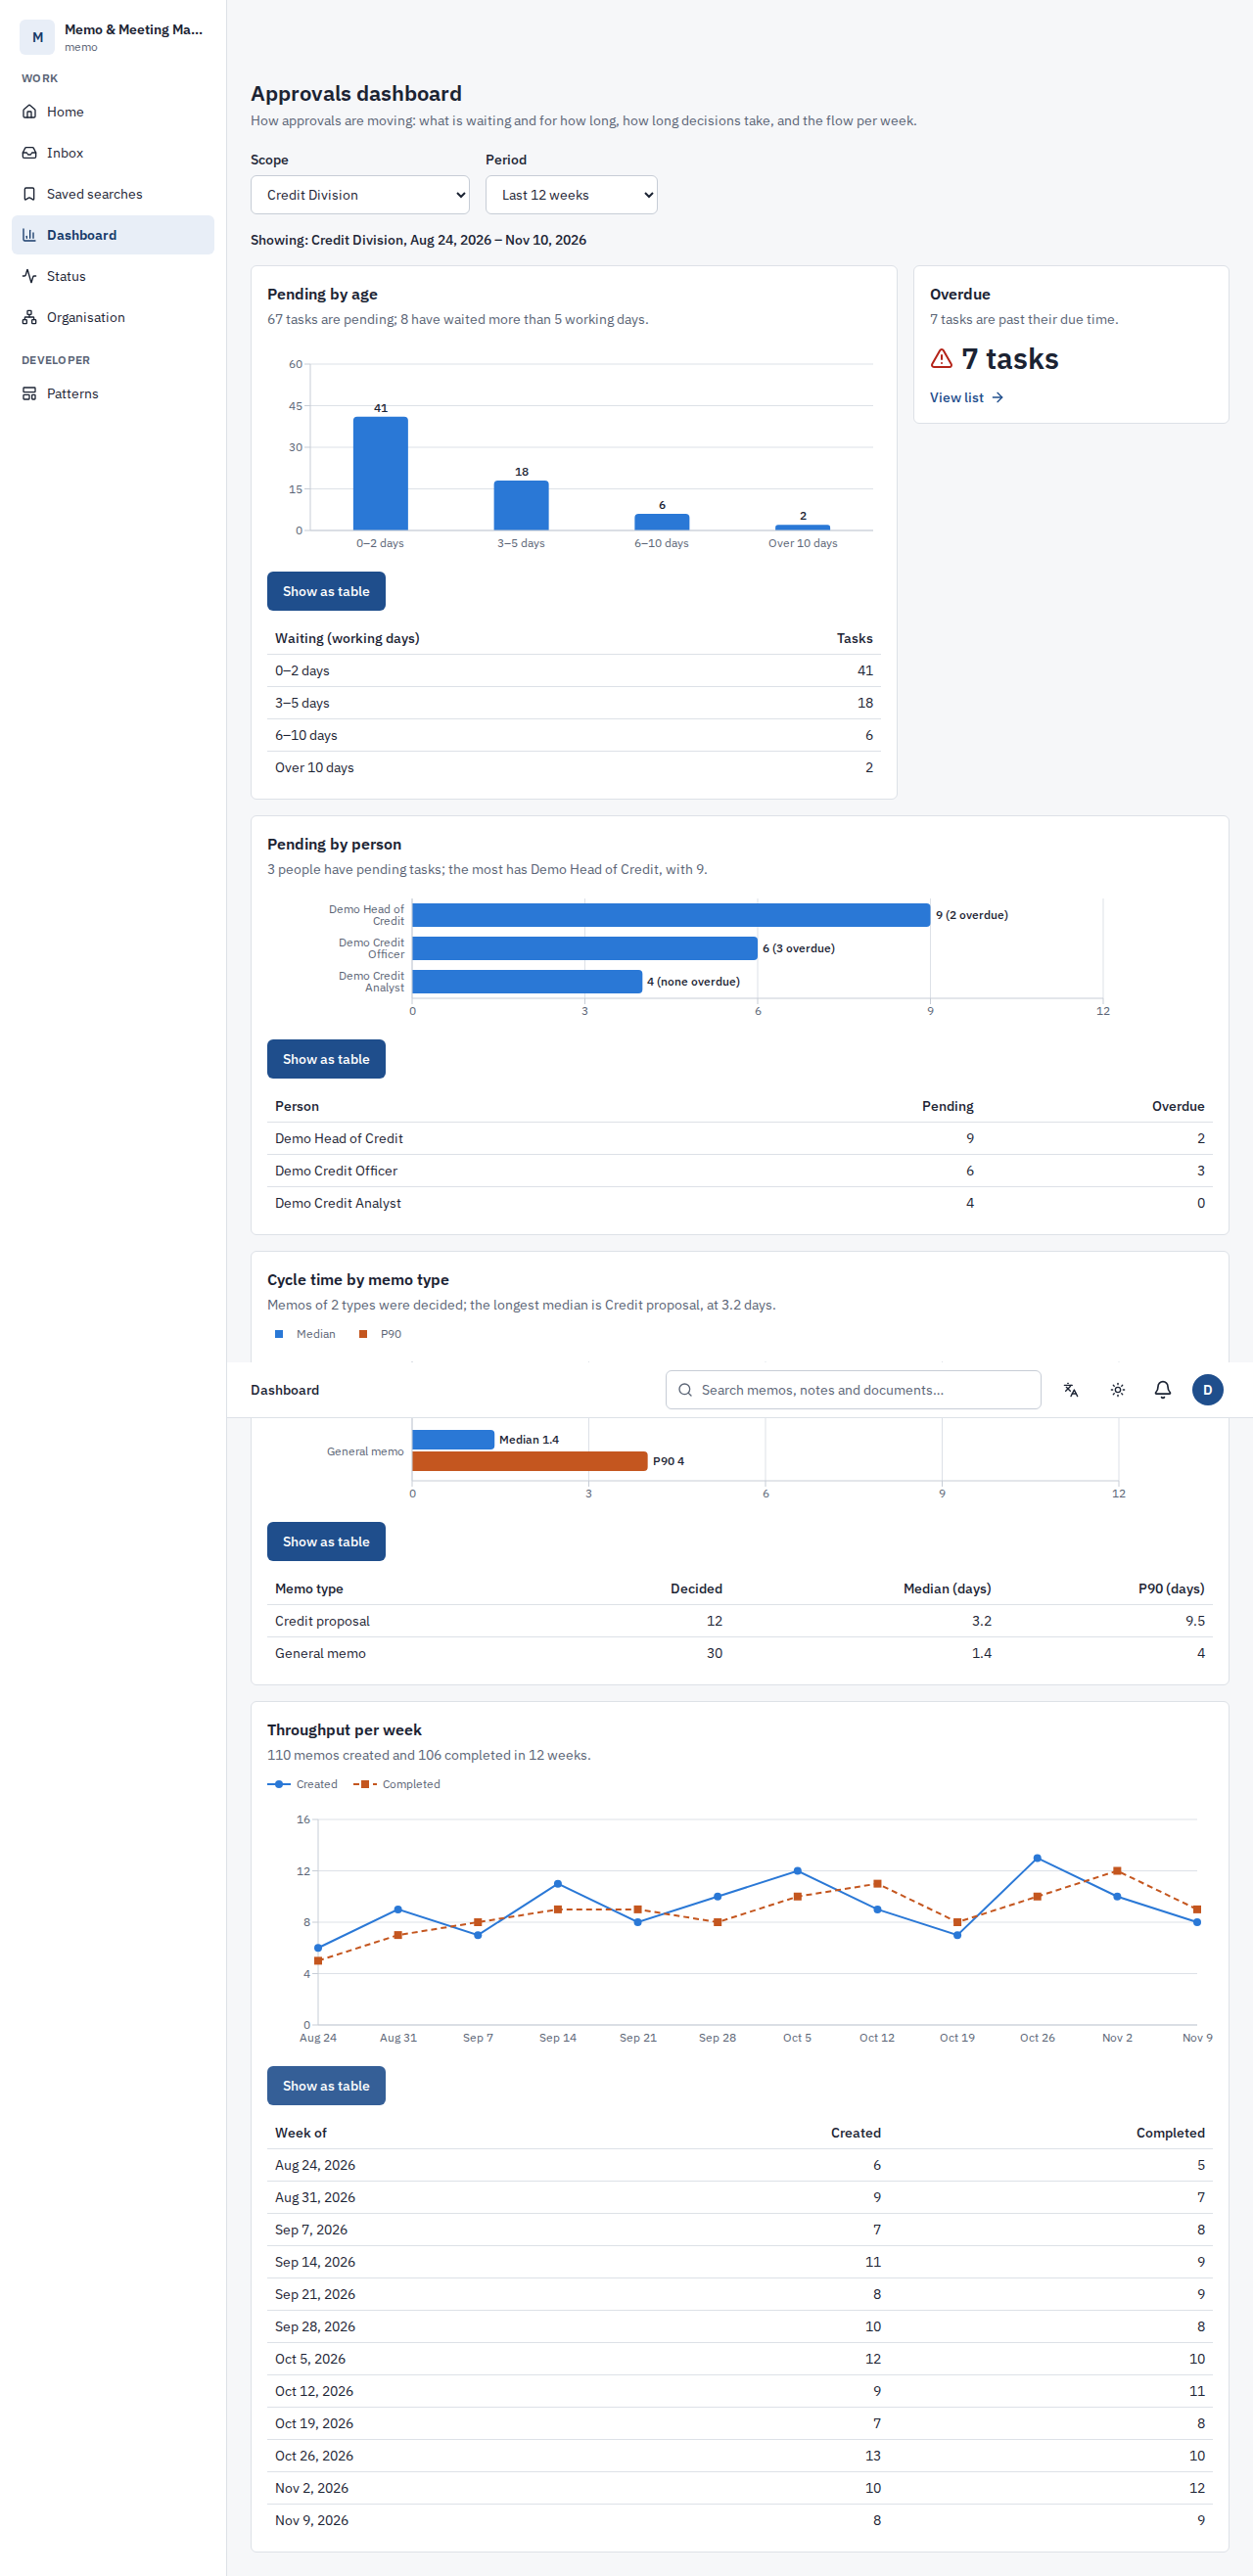 M
Memo & Meeting Ma...
memo
WORK
Home
Inbox
Saved searches
Dashboard
Status
Organisation
DEVELOPER
Patterns
Approvals dashboard
How approvals are moving: what is waiting and for how long, how long decisions take, and the flow per week.
Scope
Period
Credit Division
Last 12 weeks
Showing: Credit Division, Aug 24, 2026 – Nov 10, 2026
Pending by age
67 tasks are pending; 8 have waited more than 5 working days.
60
45
30
15
0
41
18
6
2
0–2 days
3–5 days
6–10 days
Over 10 days
Show as table
Waiting (working days) Tasks
0–2 days 41
3–5 days 18
6–10 days 6
Over 10 days 2
Overdue
7 tasks are past their due time.
7 tasks
View list
Pending by person
3 people have pending tasks; the most has Demo Head of Credit, with 9.
Demo Head of
Credit
9 (2 overdue)
Demo Credit
Officer
6 (3 overdue)
Demo Credit
Analyst
4 (none overdue)
0 3 6 9 12
Show as table
Person Pending Overdue
Demo Head of Credit 9 2
Demo Credit Officer 6 3
Demo Credit Analyst 4 0
Cycle time by memo type
Memos of 2 types were decided; the longest median is Credit proposal, at 3.2 days.
Median P90
Dashboard
Search memos, notes and documents...
D
General memo
Median 1.4
P90 4
0 3 6 9 12
Show as table
Memo type Decided Median (days) P90 (days)
Credit proposal 12 3.2 9.5
General memo 30 1.4 4
Throughput per week
110 memos created and 106 completed in 12 weeks.
Created Completed
16
12
8
4
0
Aug 24 Aug 31 Sep 7 Sep 14 Sep 21 Sep 28 Oct 5 Oct 12 Oct 19 Oct 26 Nov 2 Nov 9
Show as table
Week of Created Completed
Aug 24, 2026 6 5
Aug 31, 2026 9 7
Sep 7, 2026 7 8
Sep 14, 2026 11 9
Sep 21, 2026 8 9
Sep 28, 2026 10 8
Oct 5, 2026 12 10
Oct 12, 2026 9 11
Oct 19, 2026 7 8
Oct 26, 2026 13 10
Nov 2, 2026 10 12
Nov 9, 2026 8 9